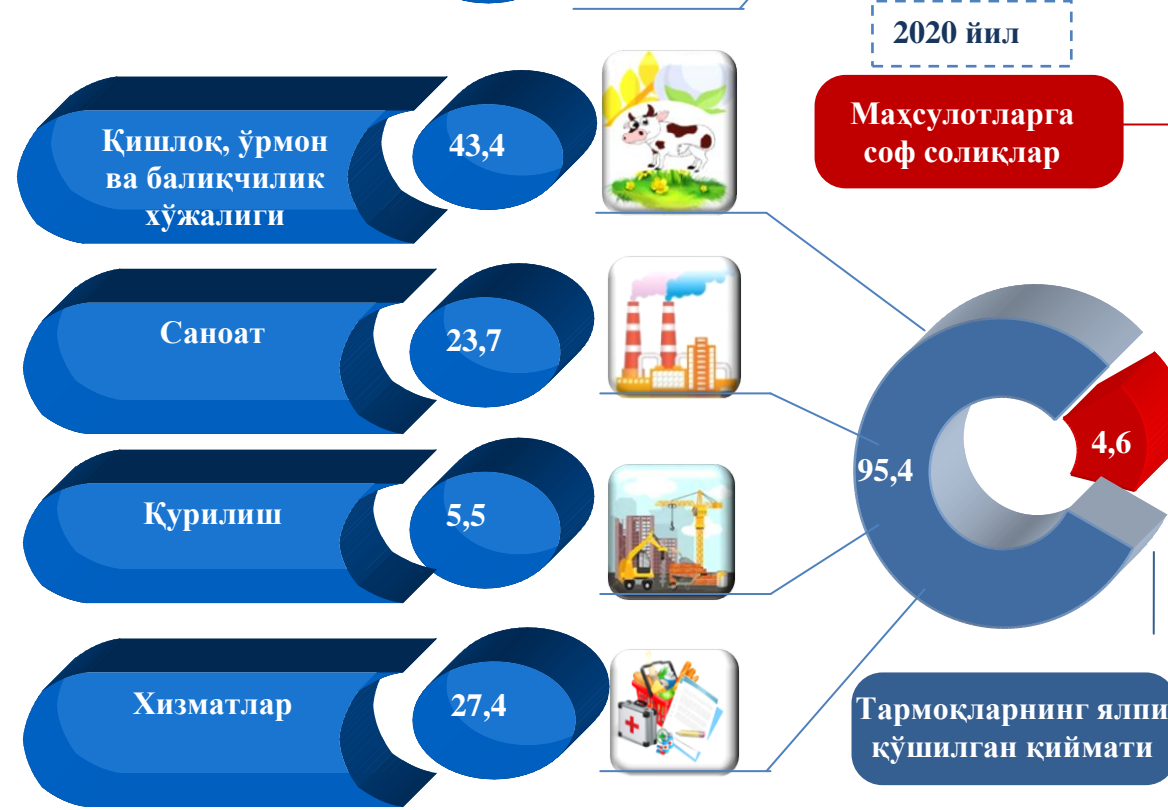 2020 йил
Маҳсулотларга
соф солиқлар
Қишлоқ, ўрмон
ва балиқчилик
хўжалиги
43,4
Саноат
23,7
Қурилиш
5,5
Хизматлар
27,4
95,4
4,6
Тармоқларнинг ялпи
қўшилган қиймати